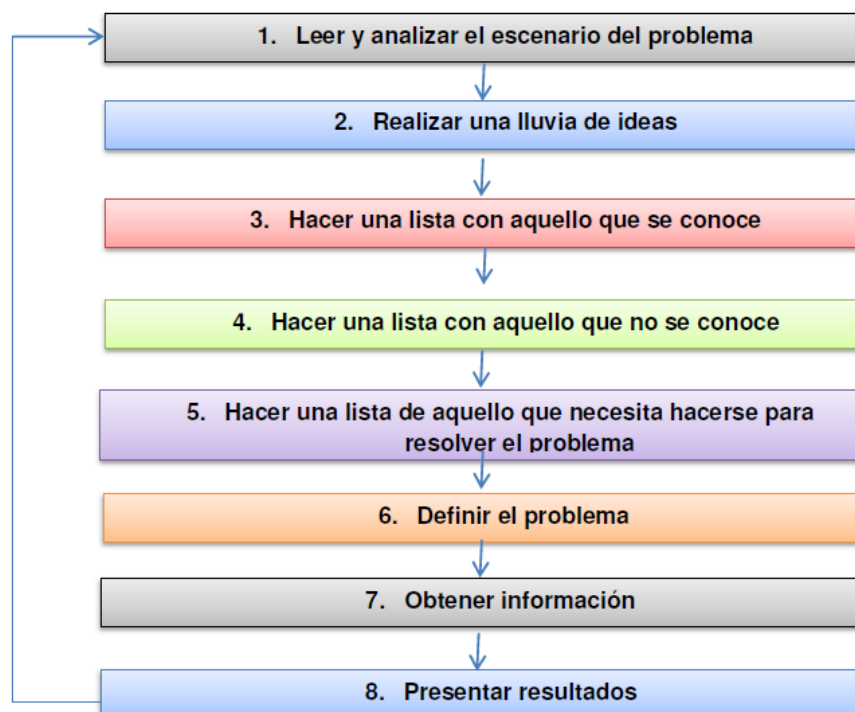 1. Leer y analizar el escenario del problema
2. Realizar una lluvia de ideas
3. Hacer una lista con aquello que se conoce
4. Hacer una lista con aquello que no se conoce
5. Hacer una lista de aquello que necesita hacerse para
resolver el problema
6. Definir el problema
7. Obtener información
8. Presentar resultados